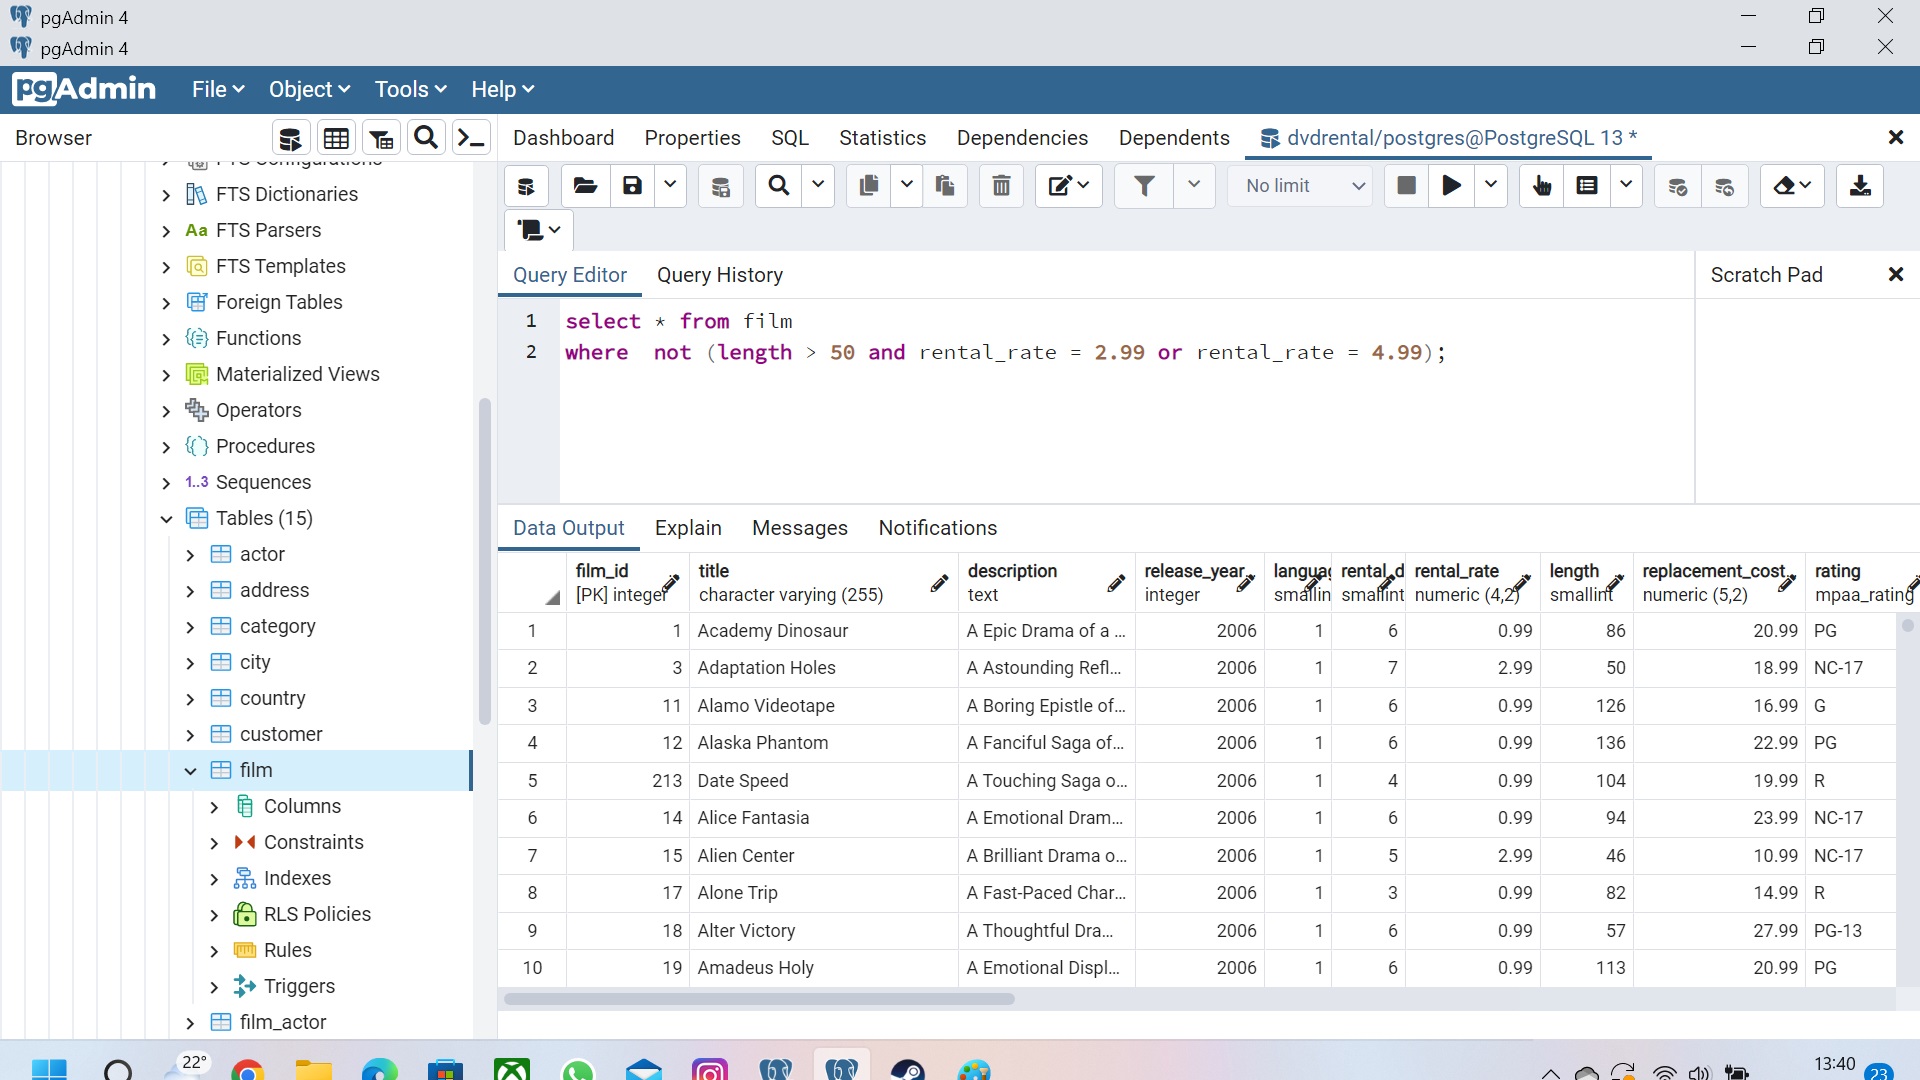 pgAdmin 4
pgAdmin 4
pgAdmin File Object Tools Help
Browser
Dashboard Properties SQL Statistics Dependencies Dependents dvdrental/postgres@PostgreSQL 13 *
No limit
FTS Dictionaries
Aa FTS Parsers
FTS Templates
Foreign Tables
Functions
Materialized Views
Operators
Procedures
1..3 Sequences
Tables (15)
actor
address
category
city
country
customer
film
Columns
Constraints
Indexes
RLS Policies
Rules
Triggers
film_actor
Query Editor Query History
Scratch Pad
1 select * from film
2 where not (length > 50 and rental_rate = 2.99 or rental_rate = 4.99);
Data Output Explain Messages Notifications
film_id title description release_year rental_rate length replacement_cost rating
[PK] integer character varying (255) text integer smallint numeric (4,2) smallint numeric (5,2) mpaa_rating
1 1 Academy Dinosaur A Epic Drama of a ... 2006 1 6 0.99 86 20.99 PG
2 3 Adaptation Holes A Astounding Refl... 2006 1 7 2.99 50 18.99 NC-17
3 11 Alamo Videotape A Boring Epistle of... 2006 1 6 0.99 126 16.99 G
4 12 Alaska Phantom A Fanciful Saga of... 2006 1 6 0.99 136 22.99 PG
5 213 Date Speed A Touching Saga o... 2006 1 4 0.99 104 19.99 R
6 14 Alice Fantasia A Emotional Dram... 2006 1 6 0.99 94 23.99 NC-17
7 15 Alien Center A Brilliant Drama o... 2006 1 5 2.99 46 10.99 NC-17
8 17 Alone Trip A Fast-Paced Char... 2006 1 3 0.99 82 14.99 R
9 18 Alter Victory A Thoughtful Dra... 2006 1 6 0.99 57 27.99 PG-13
10 19 Amadeus Holy A Emotional Displ... 2006 1 6 0.99 113 20.99 PG
22°
13:40
23